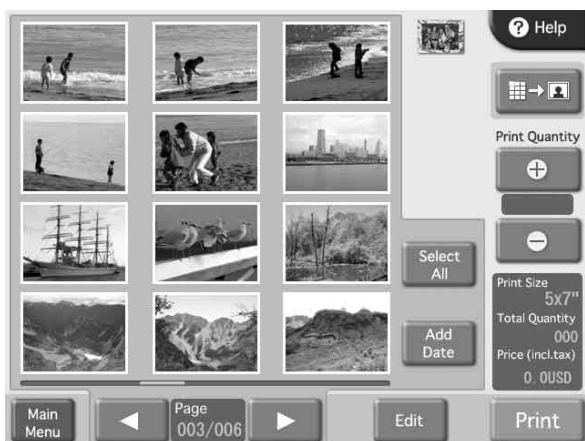 ? Help
Print Quantity
+
−
Select
All
Add
Date
Print Size
5x7"
Total Quantity
000
Price (incl.tax)
0.0USD
Main
Menu
Page
003/006
Edit
Print